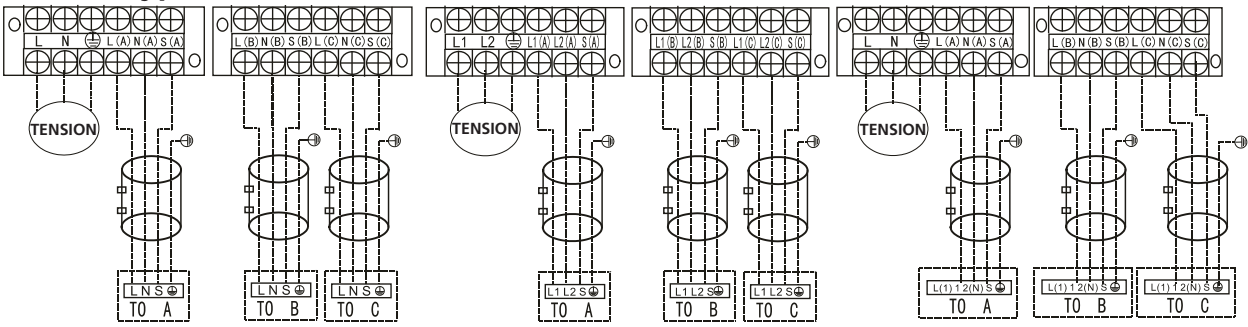 L N L (A) N (A) S (A)
L (B) N (B) S (B) L (C) N (C) S (C)
L1 L2 L1 (A) L2 (A) S (A)
L1 (B) L2 (B) S (B) L1 (C) L2 (C) S (C)
L N L (A) N (A) S (A)
L (B) N (B) S (B) L (C) N (C) S (C)
TENSION
TENSION
TENSION
L N S
TO A
L N S
TO B
L N S
TO C
L1 L2 S
TO A
L1 L2 S
TO B
L1 L2 S
TO C
L(1) 1 2(N) S
TO A
L(1) 1 2(N) S
TO B
L(1) 1 2(N) S
TO C